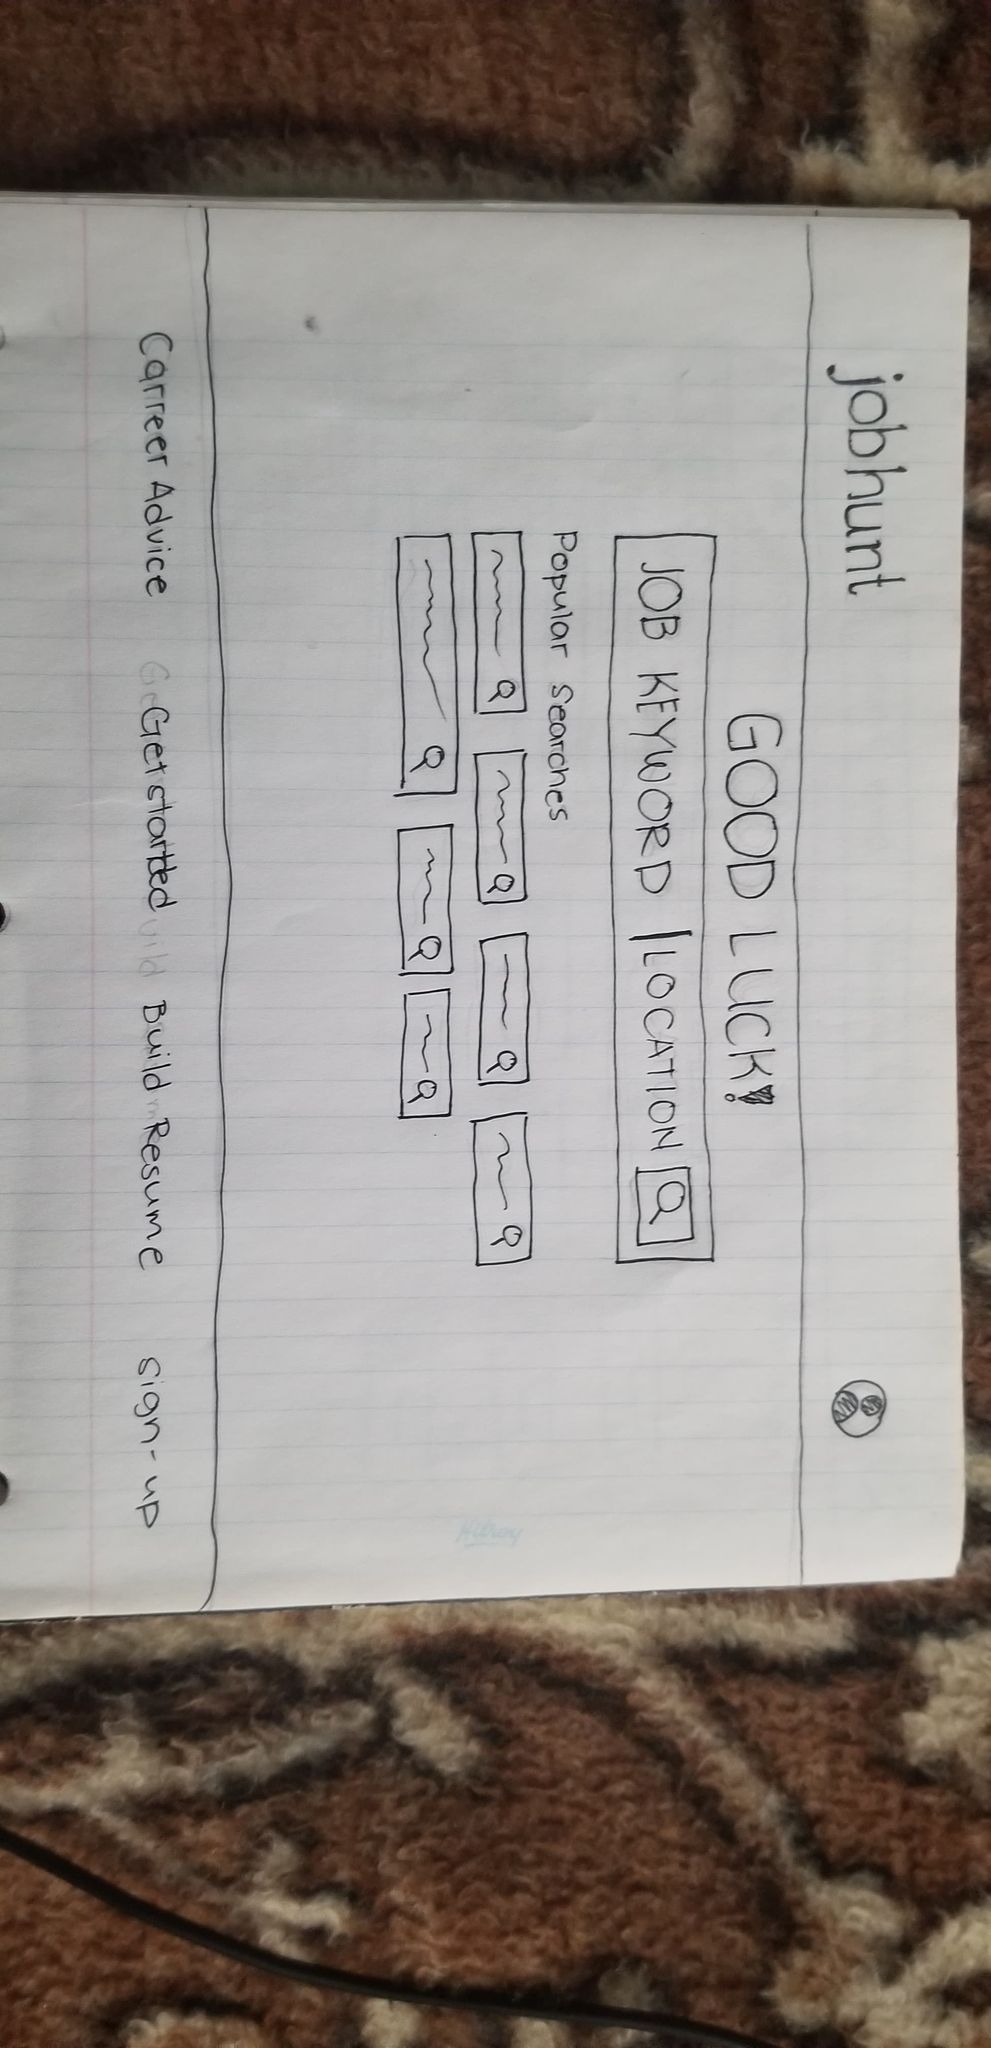 jobhunt
GOOD LUCK!
JOB KEYWORD | LOCATION
Popular Searches
Carreer Advice Get started Build Resume sign-up